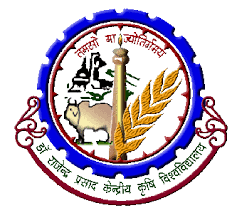 तमसो मा ज्योतिर्गमय
डॉ राजेन्द्र प्रसाद केन्द्रीय कृषि विश्वविद्यालय